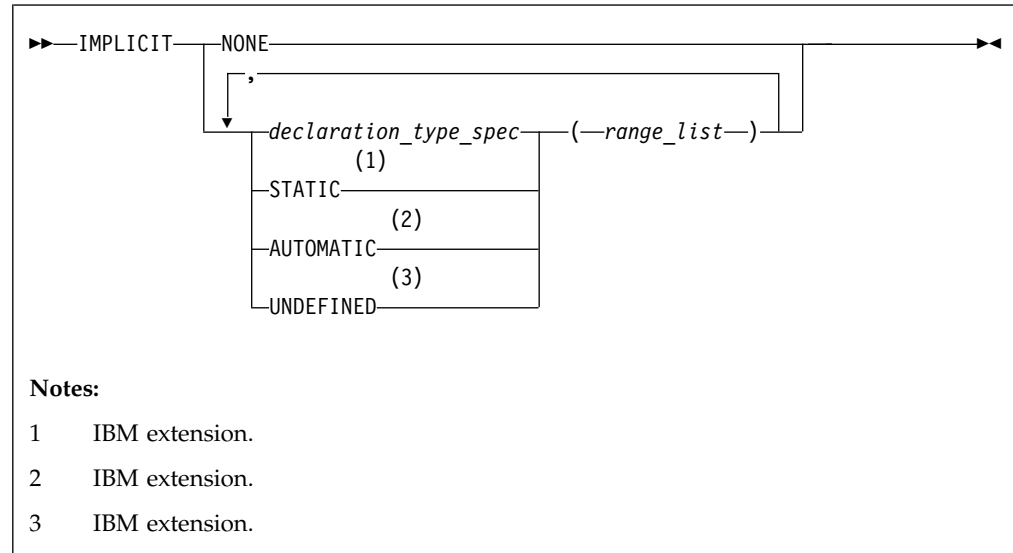 IMPLICIT NONE
,
declaration_type_spec ( range_list )
(1)
STATIC
(2)
AUTOMATIC
(3)
UNDEFINED
Notes:
1 IBM extension.
2 IBM extension.
3 IBM extension.